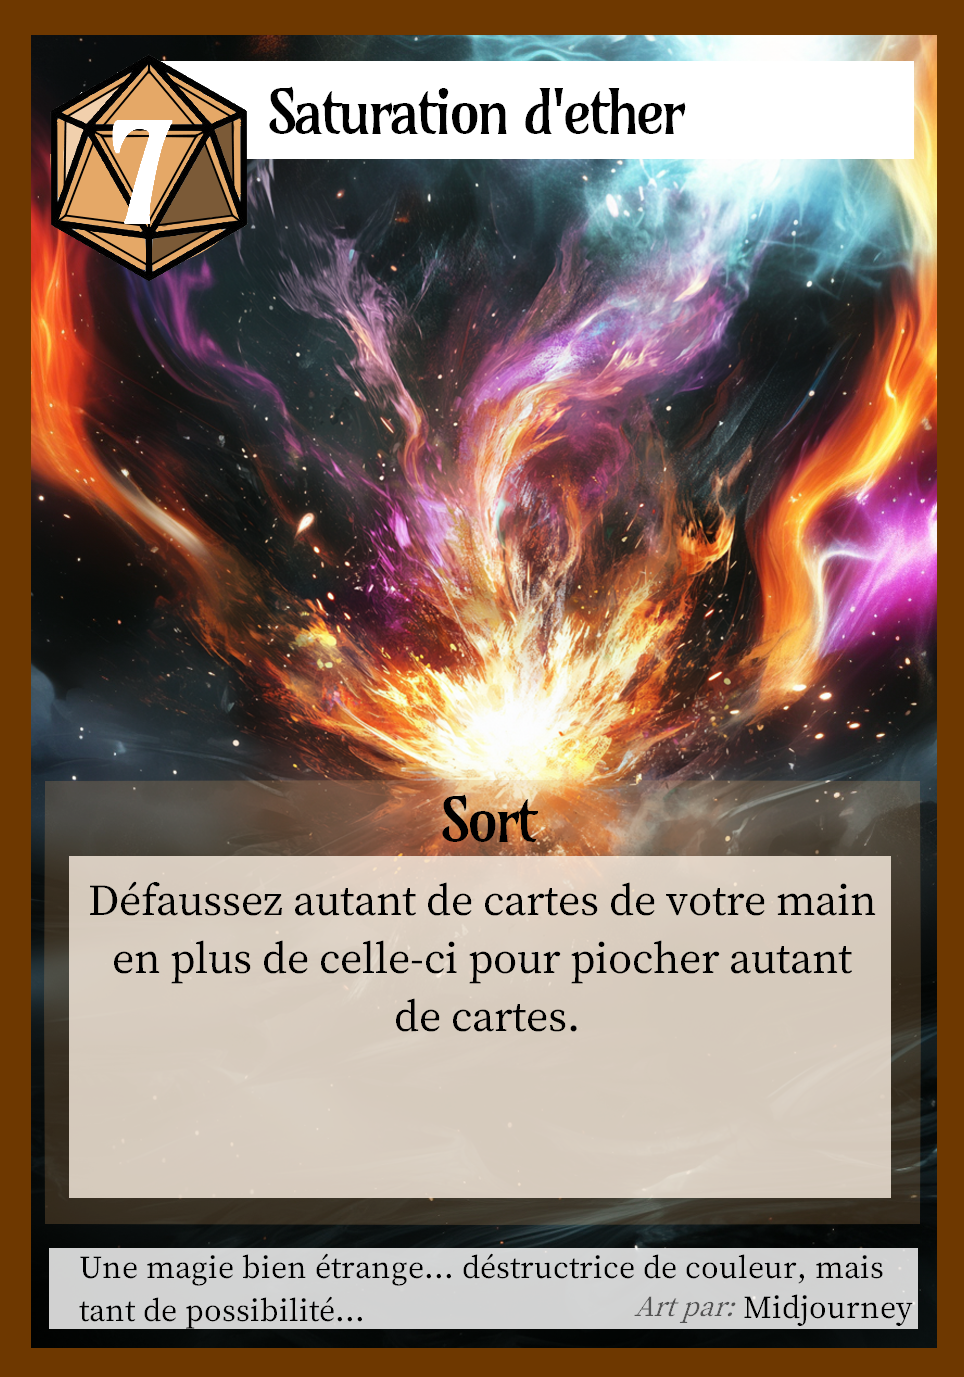 7
Saturation d'ether
Sort
Défaussez autant de cartes de votre main
en plus de celle-ci pour piocher autant
de cartes.
Une magie bien étrange... déstructrice de couleur, mais
tant de possibilité...
Art par: Midjourney